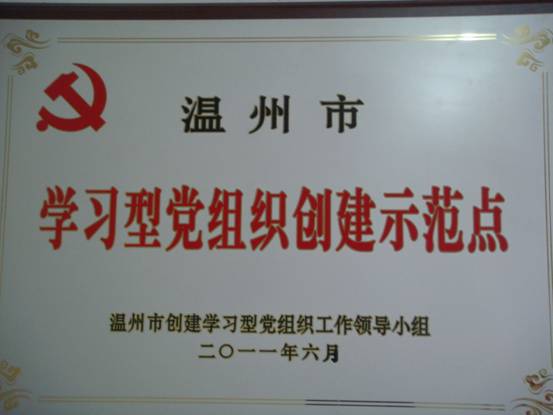 温州市
学习型党组织创建示范点
温州市创建学习型党组织工作领导小组
二〇一一年六月